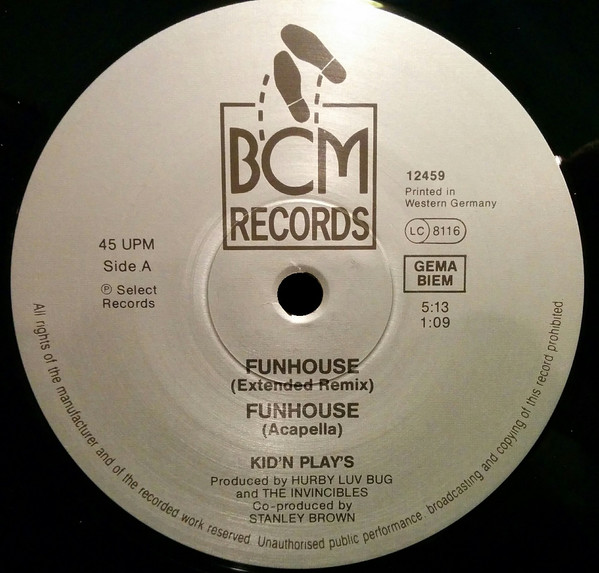 BCM
RECORDS
12459
Printed in
Western Germany
LC 8116
GEMA
BIEM
5:13
1:09
45 UPM
Side A
Ⓟ Select
Records
FUNHOUSE
(Extended Remix)
FUNHOUSE
(Acapella)
KID'N PLAY'S
Produced by HURBY LUV BUG
and THE INVINCIBLES
Co-produced by
STANLEY BROWN
All rights of the manufacturer and of the recorded work reserved. Unauthorised public performance, broadcasting and copying of this record prohibited